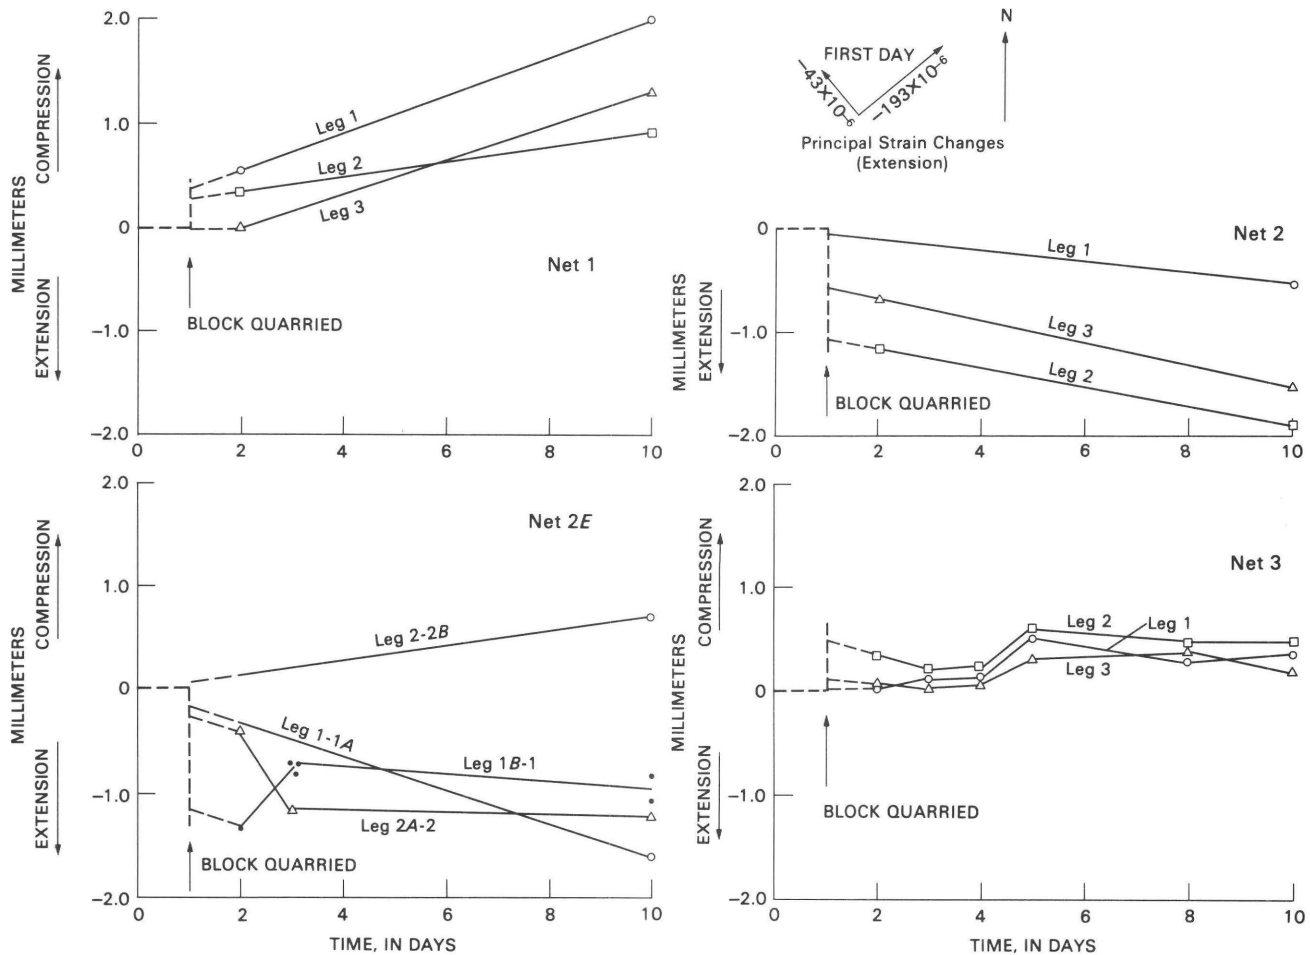 2.0
1.0
0
–1.0
–2.0
MILLIMETERS
COMPRESSION
EXTENSION
Leg 1
Leg 2
Leg 3
Net 1
BLOCK QUARRIED
0 2 4 6 8 10
N
FIRST DAY
–43×10⁻⁶
–193×10⁻⁶
Principal Strain Changes
(Extension)
0
–1.0
–2.0
MILLIMETERS
EXTENSION
Net 2
Leg 1
Leg 3
Leg 2
BLOCK QUARRIED
0 2 4 6 8 10
2.0
1.0
0
–1.0
–2.0
MILLIMETERS
COMPRESSION
EXTENSION
Net 2E
Leg 2-2B
Leg 1-1A
Leg 1B-1
Leg 2A-2
BLOCK QUARRIED
0 2 4 6 8 10
TIME, IN DAYS
2.0
1.0
0
–1.0
–2.0
MILLIMETERS
COMPRESSION
EXTENSION
Net 3
Leg 2
Leg 1
Leg 3
BLOCK QUARRIED
0 2 4 6 8 10
TIME, IN DAYS